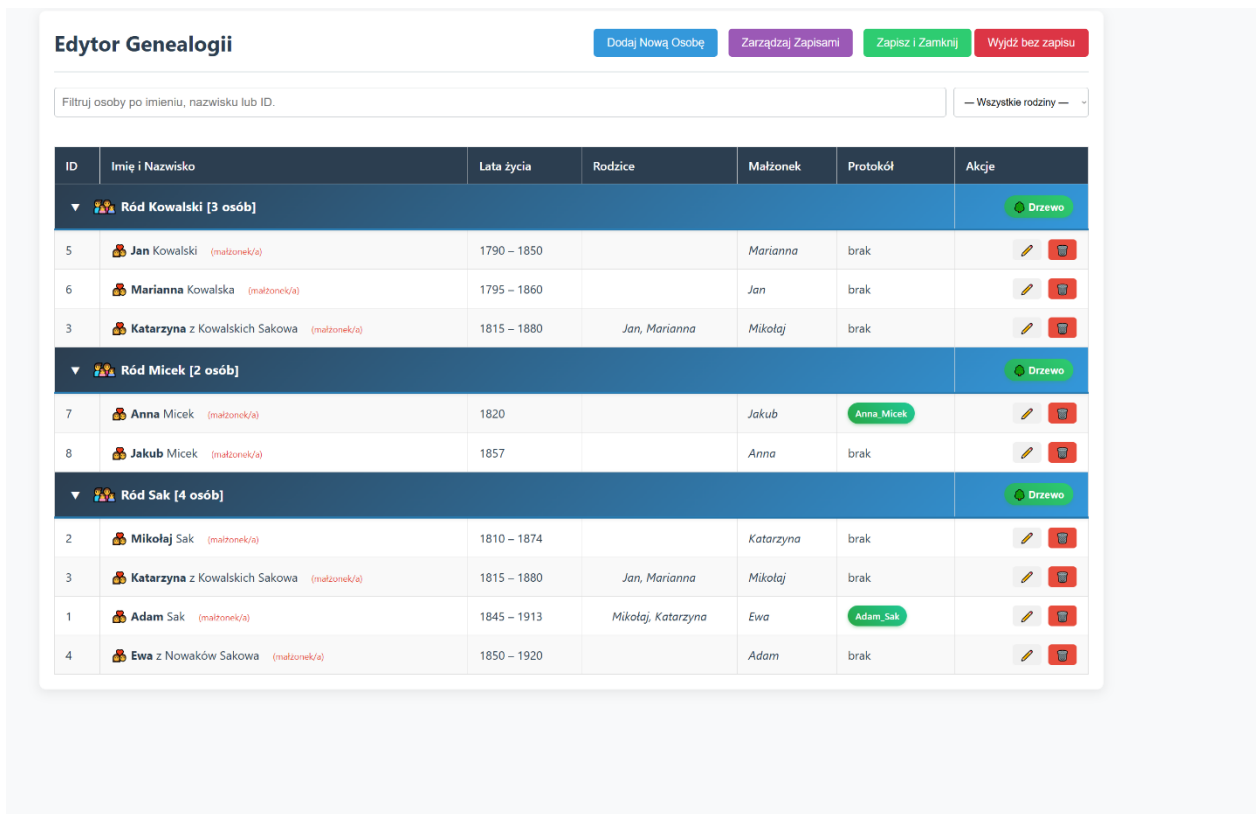 Edytor Genealogii
Dodaj Nową Osobę Zarządzaj Zapisami Zapisz i Zamknij Wyjdź bez zapisu
Filtruj osoby po imieniu, nazwisku lub ID. — Wszystkie rodziny —
ID Imię i Nazwisko Lata życia Rodzice Małżonek Protokół Akcje
▼ Ród Kowalski [3 osób] Drzewo
5 Jan Kowalski (małżonek/a) 1790 – 1850 Marianna brak
6 Marianna Kowalska (małżonek/a) 1795 – 1860 Jan brak
3 Katarzyna z Kowalskich Sakowa (małżonek/a) 1815 – 1880 Jan, Marianna Mikołaj brak
▼ Ród Micek [2 osób] Drzewo
7 Anna Micek (małżonek/a) 1820 Jakub Anna_Micek
8 Jakub Micek (małżonek/a) 1857 Anna brak
▼ Ród Sak [4 osób] Drzewo
2 Mikołaj Sak (małżonek/a) 1810 – 1874 Katarzyna brak
3 Katarzyna z Kowalskich Sakowa (małżonek/a) 1815 – 1880 Jan, Marianna Mikołaj brak
1 Adam Sak (małżonek/a) 1845 – 1913 Mikołaj, Katarzyna Ewa Adam_Sak
4 Ewa z Nowaków Sakowa (małżonek/a) 1850 – 1920 Adam brak